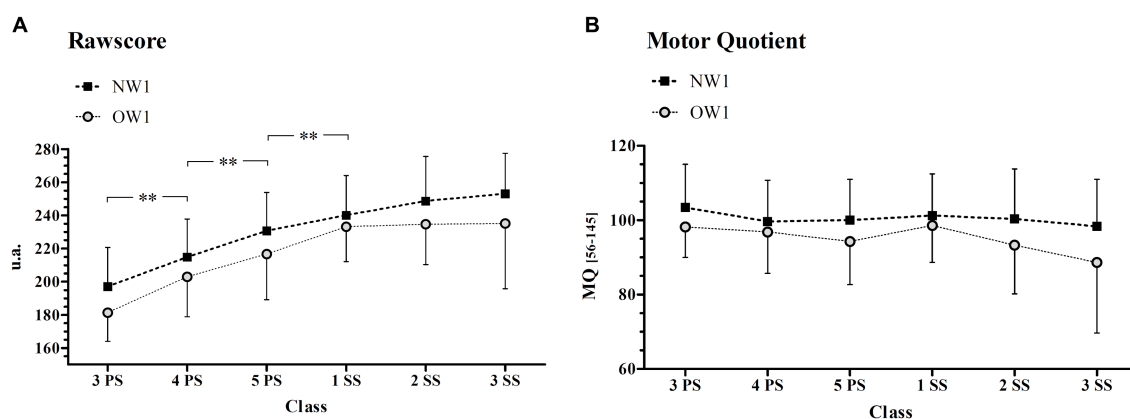 A
Rawscore
NW1
OW1
**
**
**
280
260
240
220
200
180
160
u.a.
3 PS 4 PS 5 PS 1 SS 2 SS 3 SS
Class
B
Motor Quotient
NW1
OW1
120
100
80
60
MQ [56-145]
3 PS 4 PS 5 PS 1 SS 2 SS 3 SS
Class